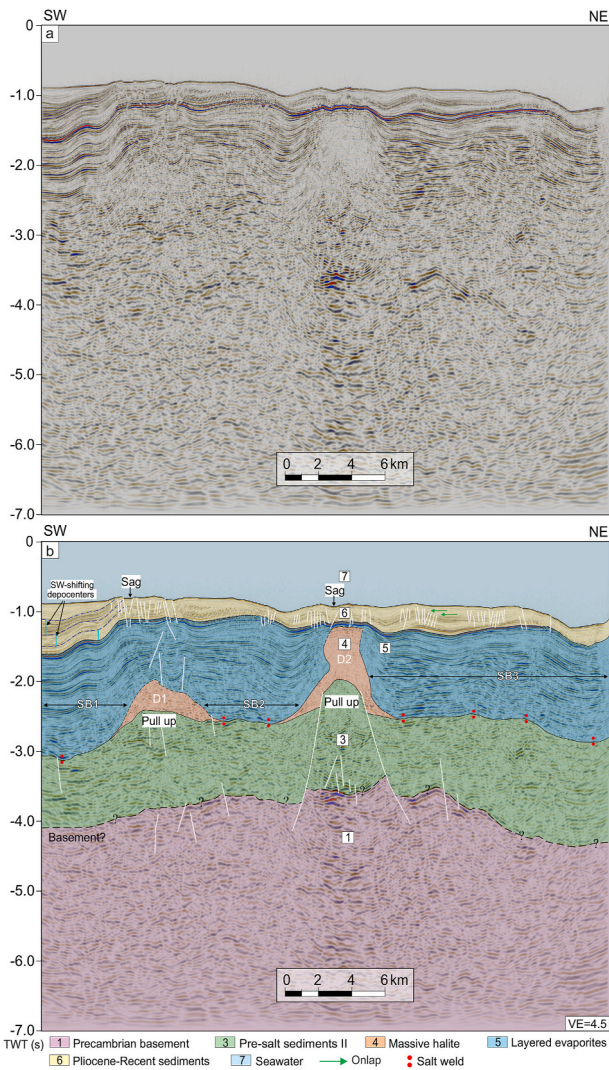 SW NE
a
-0
-1.0
-2.0
-3.0
-4.0
-5.0
-6.0
-7.0
0 2 4 6 km
SW NE
b
0
-1.0
-2.0
-3.0
-4.0
-5.0
-6.0
-7.0
7
SW-shifting
depocenters
Sag
Sag
6
4
5
D2
SB1
D1
SB2
SB3
Pull up
Pull up
3
?
?
?
?
?
?
Basement?
1
0 2 4 6 km
VE=4.5
TWT (s) 1 Precambrian basement 3 Pre-salt sediments II 4 Massive halite 5 Layered evaporites
6 Pliocene-Recent sediments 7 Seawater Onlap Salt weld